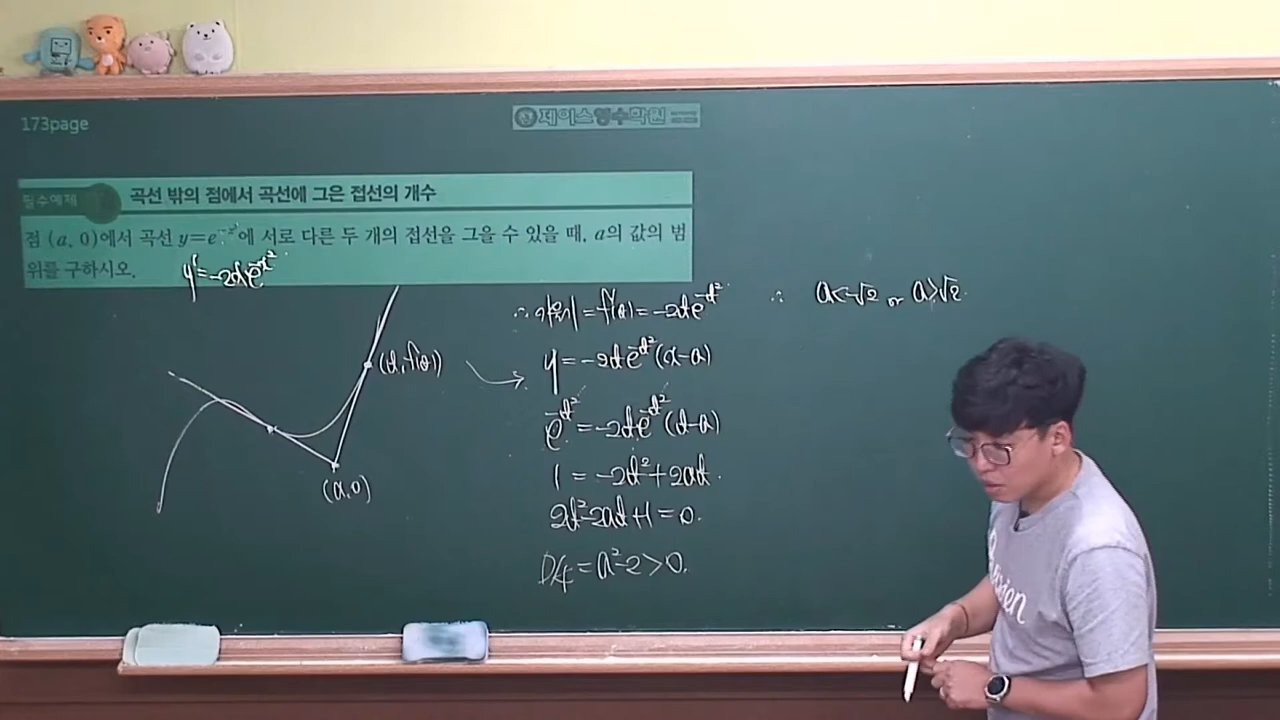 173page
제이스영수학원
필수예제
곡선 밖의 점에서 곡선에 그은 접선의 개수
점 (a, 0)에서 곡선 y=e^{-x²}에 서로 다른 두 개의 접선을 그을 수 있을 때, a의 값의 범
위를 구하시오.
y'=-2xe^{-x²}
(t, f(t))
(a,0)
∴ 기울기 = f'(t) = -2te^{-t²}
y = -2te^{-t²}(x-a)
e^{-t²} = -2te^{-t²}(t-a)
1 = -2t²+2at.
2t²-2at+1=0.
D/4 = a²-2>0.
∴ a<-√2 or a>√2.